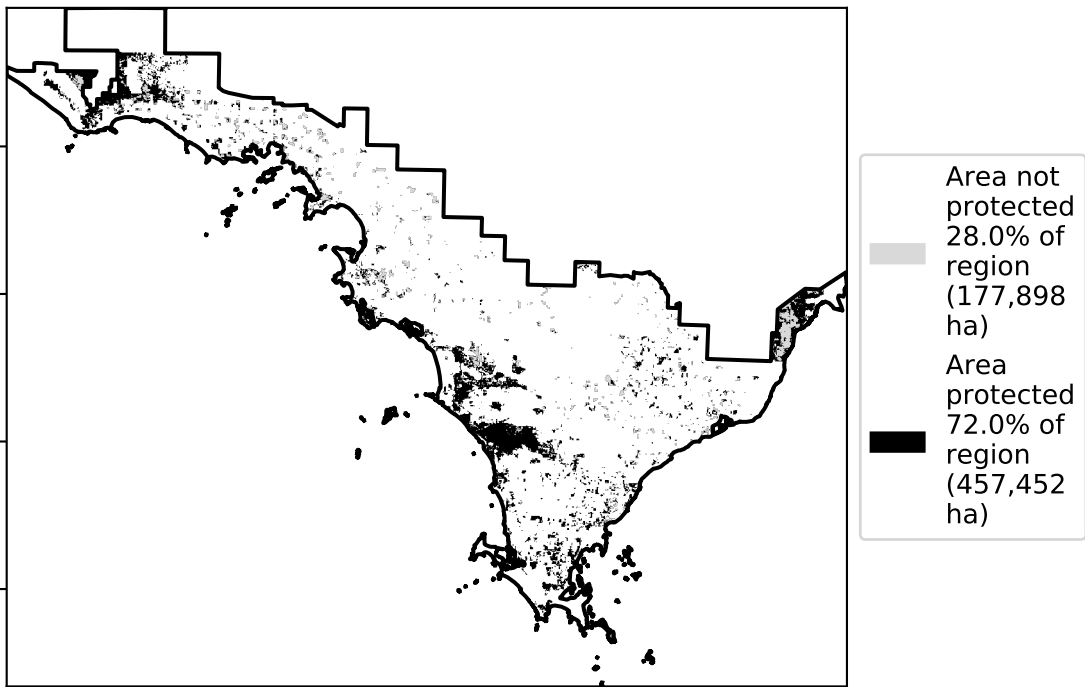 Area not
protected
28.0% of
region
(177,898
ha)
Area
protected
72.0% of
region
(457,452
ha)